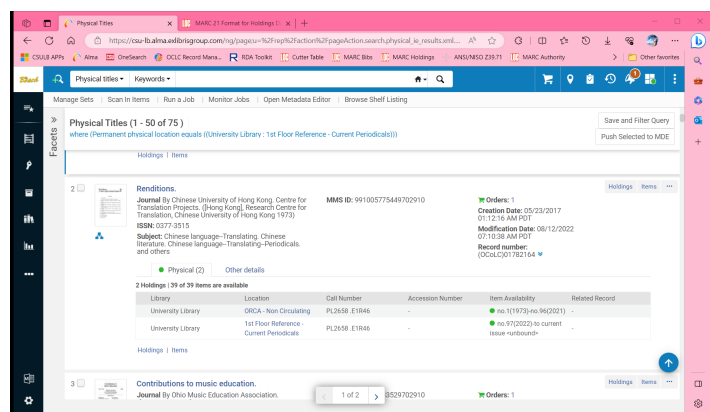 Physical Titles
MARC 21 Format for Holdings D
https://csu-lb.alma.exlibrisgroup.com/ng/page;u=%2Frep%2Faction%2FpageAction.search.physical_ie_results.xml...
CSULB APPs
Alma
OneSearch
OCLC Record Mana...
RDA Toolkit
Cutter Table
MARC Bibs
MARC Holdings
ANSI/NISO Z39.71
MARC Authority
Other favorites
Physical titles
Keywords
Manage Sets | Scan In Items | Run a Job | Monitor Jobs | Open Metadata Editor | Browse Shelf Listing
Facets
Physical Titles (1 - 50 of 75 )
where (Permanent physical location equals ((University Library : 1st Floor Reference - Current Periodicals)))
Save and Filter Query
Push Selected to MDE
Holdings | Items
2
Renditions.
Journal By Chinese University of Hong Kong. Centre for
Translation Projects. ([Hong Kong], Research Centre for
Translation, Chinese University of Hong Kong 1973)
ISSN: 0377-3515
Subject: Chinese language--Translating. Chinese
literature. Chinese language--Translating--Periodicals.
and others
MMS ID: 991005775449702910
Orders: 1
Creation Date: 05/23/2017
01:12:16 AM PDT
Modification Date: 08/12/2022
07:10:38 AM PDT
Record number:
(OCoLC)01782164
Holdings Items ...
Physical (2) Other details
2 Holdings | 39 of 39 items are available
Library Location Call Number Accession Number Item Availability Related Record
University Library ORCA - Non Circulating PL2658 .E1R46 - no.1(1973)-no.96(2021) -
University Library 1st Floor Reference - Current Periodicals PL2658 .E1R46 - no.97(2022)-to current issue <unbound> -
Holdings | Items
3
Contributions to music education.
Journal By Ohio Music Education Association.
1 of 2
3529702910
Orders: 1
Holdings Items ...